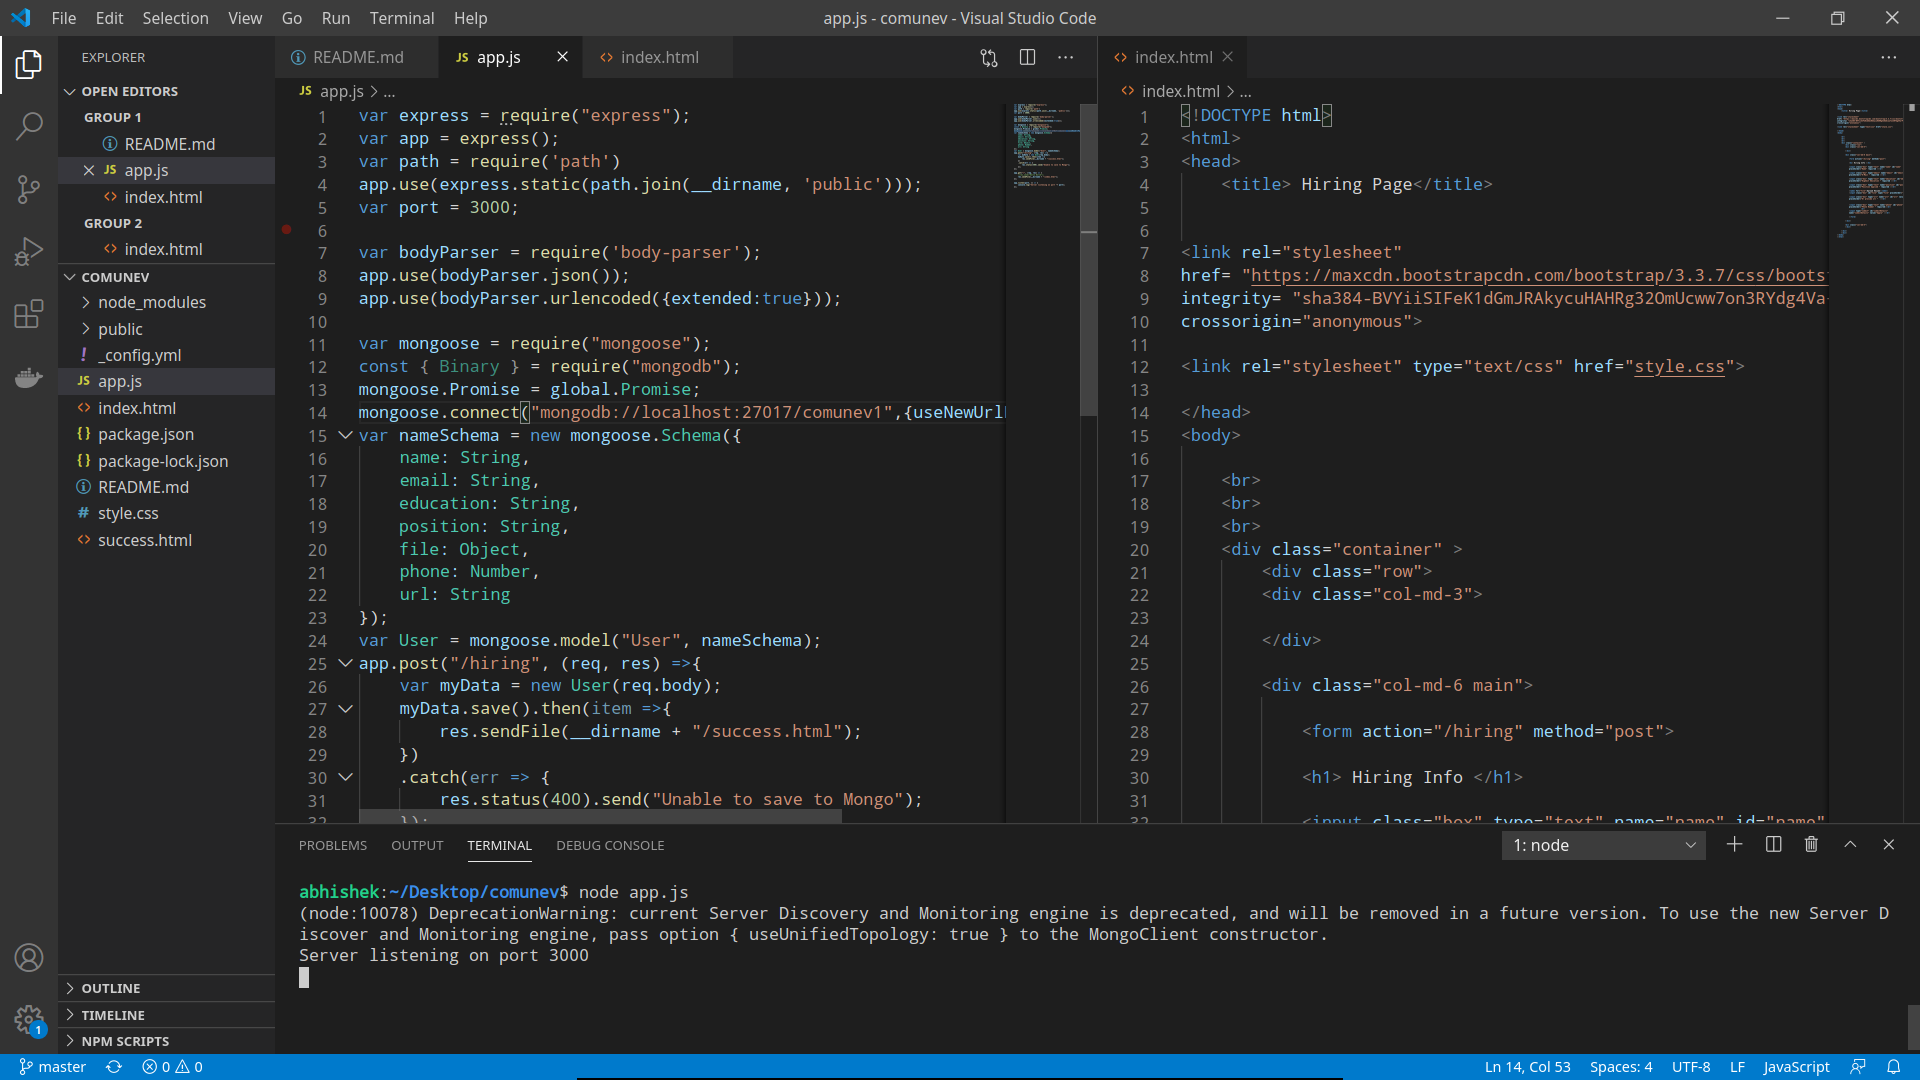 File Edit Selection View Go Run Terminal Help
app.js - comunev - Visual Studio Code
EXPLORER
OPEN EDITORS
GROUP 1
README.md
app.js
index.html
GROUP 2
index.html
COMUNEV
node_modules
public
_config.yml
app.js
index.html
package.json
package-lock.json
README.md
style.css
success.html
OUTLINE
TIMELINE
NPM SCRIPTS
README.md
app.js
index.html
app.js > ...
1 var express = require("express");
2 var app = express();
3 var path = require('path')
4 app.use(express.static(path.join(__dirname, 'public')));
5 var port = 3000;
6
7 var bodyParser = require('body-parser');
8 app.use(bodyParser.json());
9 app.use(bodyParser.urlencoded({extended:true}));
10
11 var mongoose = require("mongoose");
12 const { Binary } = require("mongodb");
13 mongoose.Promise = global.Promise;
14 mongoose.connect("mongodb://localhost:27017/comunev1",{useNewUrl
15 var nameSchema = new mongoose.Schema({
16 name: String,
17 email: String,
18 education: String,
19 position: String,
20 file: Object,
21 phone: Number,
22 url: String
23 });
24 var User = mongoose.model("User", nameSchema);
25 app.post("/hiring", (req, res) =>{
26 var myData = new User(req.body);
27 myData.save().then(item =>{
28 res.sendFile(__dirname + "/success.html");
29 })
30 .catch(err => {
31 res.status(400).send("Unable to save to Mongo");
32 });
index.html
index.html > ...
1 <!DOCTYPE html>
2 <html>
3 <head>
4 <title> Hiring Page</title>
5
6
7 <link rel="stylesheet"
8 href= "https://maxcdn.bootstrapcdn.com/bootstrap/3.3.7/css/boots
9 integrity= "sha384-BVYiiSIFeK1dGmJRAkycuHAHRg32OmUcww7on3RYdg4Va
10 crossorigin="anonymous">
11
12 <link rel="stylesheet" type="text/css" href="style.css">
13
14 </head>
15 <body>
16
17 <br>
18 <br>
19 <br>
20 <div class="container" >
21 <div class="row">
22 <div class="col-md-3">
23
24 </div>
25
26 <div class="col-md-6 main">
27
28 <form action="/hiring" method="post">
29
30 <h1> Hiring Info </h1>
31
32 <input class="box" type="text" name="name" id="name"
PROBLEMS OUTPUT TERMINAL DEBUG CONSOLE
1: node
abhishek:~/Desktop/comunev$ node app.js
(node:10078) DeprecationWarning: current Server Discovery and Monitoring engine is deprecated, and will be removed in a future version. To use the new Server D
iscover and Monitoring engine, pass option { useUnifiedTopology: true } to the MongoClient constructor.
Server listening on port 3000
1
master 0 0
Ln 14, Col 53 Spaces: 4 UTF-8 LF JavaScript